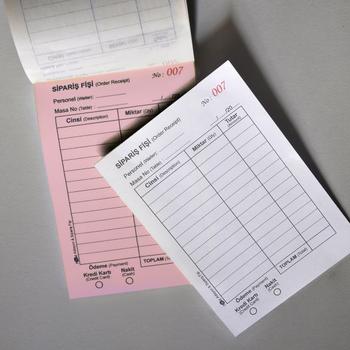 SİPARİŞ FİŞİ (Order Receipt)
No : 007
Personel (Waiter):
Masa No (Table):
Cinsi (Description) Miktar (Qty)
TOPLAM
Ödeme (Payment)
Kredi Kartı Nakit
(Credit Card) (Cash)
No : 007
SİPARİŞ FİŞİ (Order Receipt)
Personel (Waiter):
/ /20
Masa No (Table):
Cinsi (Description) Miktar (Qty) Tutar
TOPLAM (Total)
Ödeme (Payment)
Kredi Kartı Nakit
(Credit Card) (Cash)